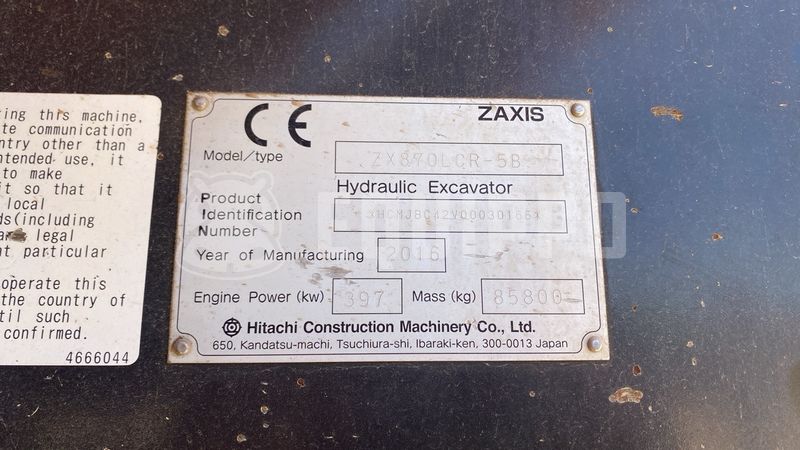 ting this machine,
te communication
ntry other than a
ntended use, it
to make
it so that it
local
ds(including
legal
t particular
operate this
the country of
til such
confirmed.
4666044
CE ZAXIS
Model/type ZX870LCR-5B
Hydraulic Excavator
Product
Identification *HCMJBC42V00030166*
Number
Year of Manufacturing 2016
Engine Power (kw) 397 Mass (kg) 85800
Hitachi Construction Machinery Co., Ltd.
650, Kandatsu-machi, Tsuchiura-shi, Ibaraki-ken, 300-0013 Japan